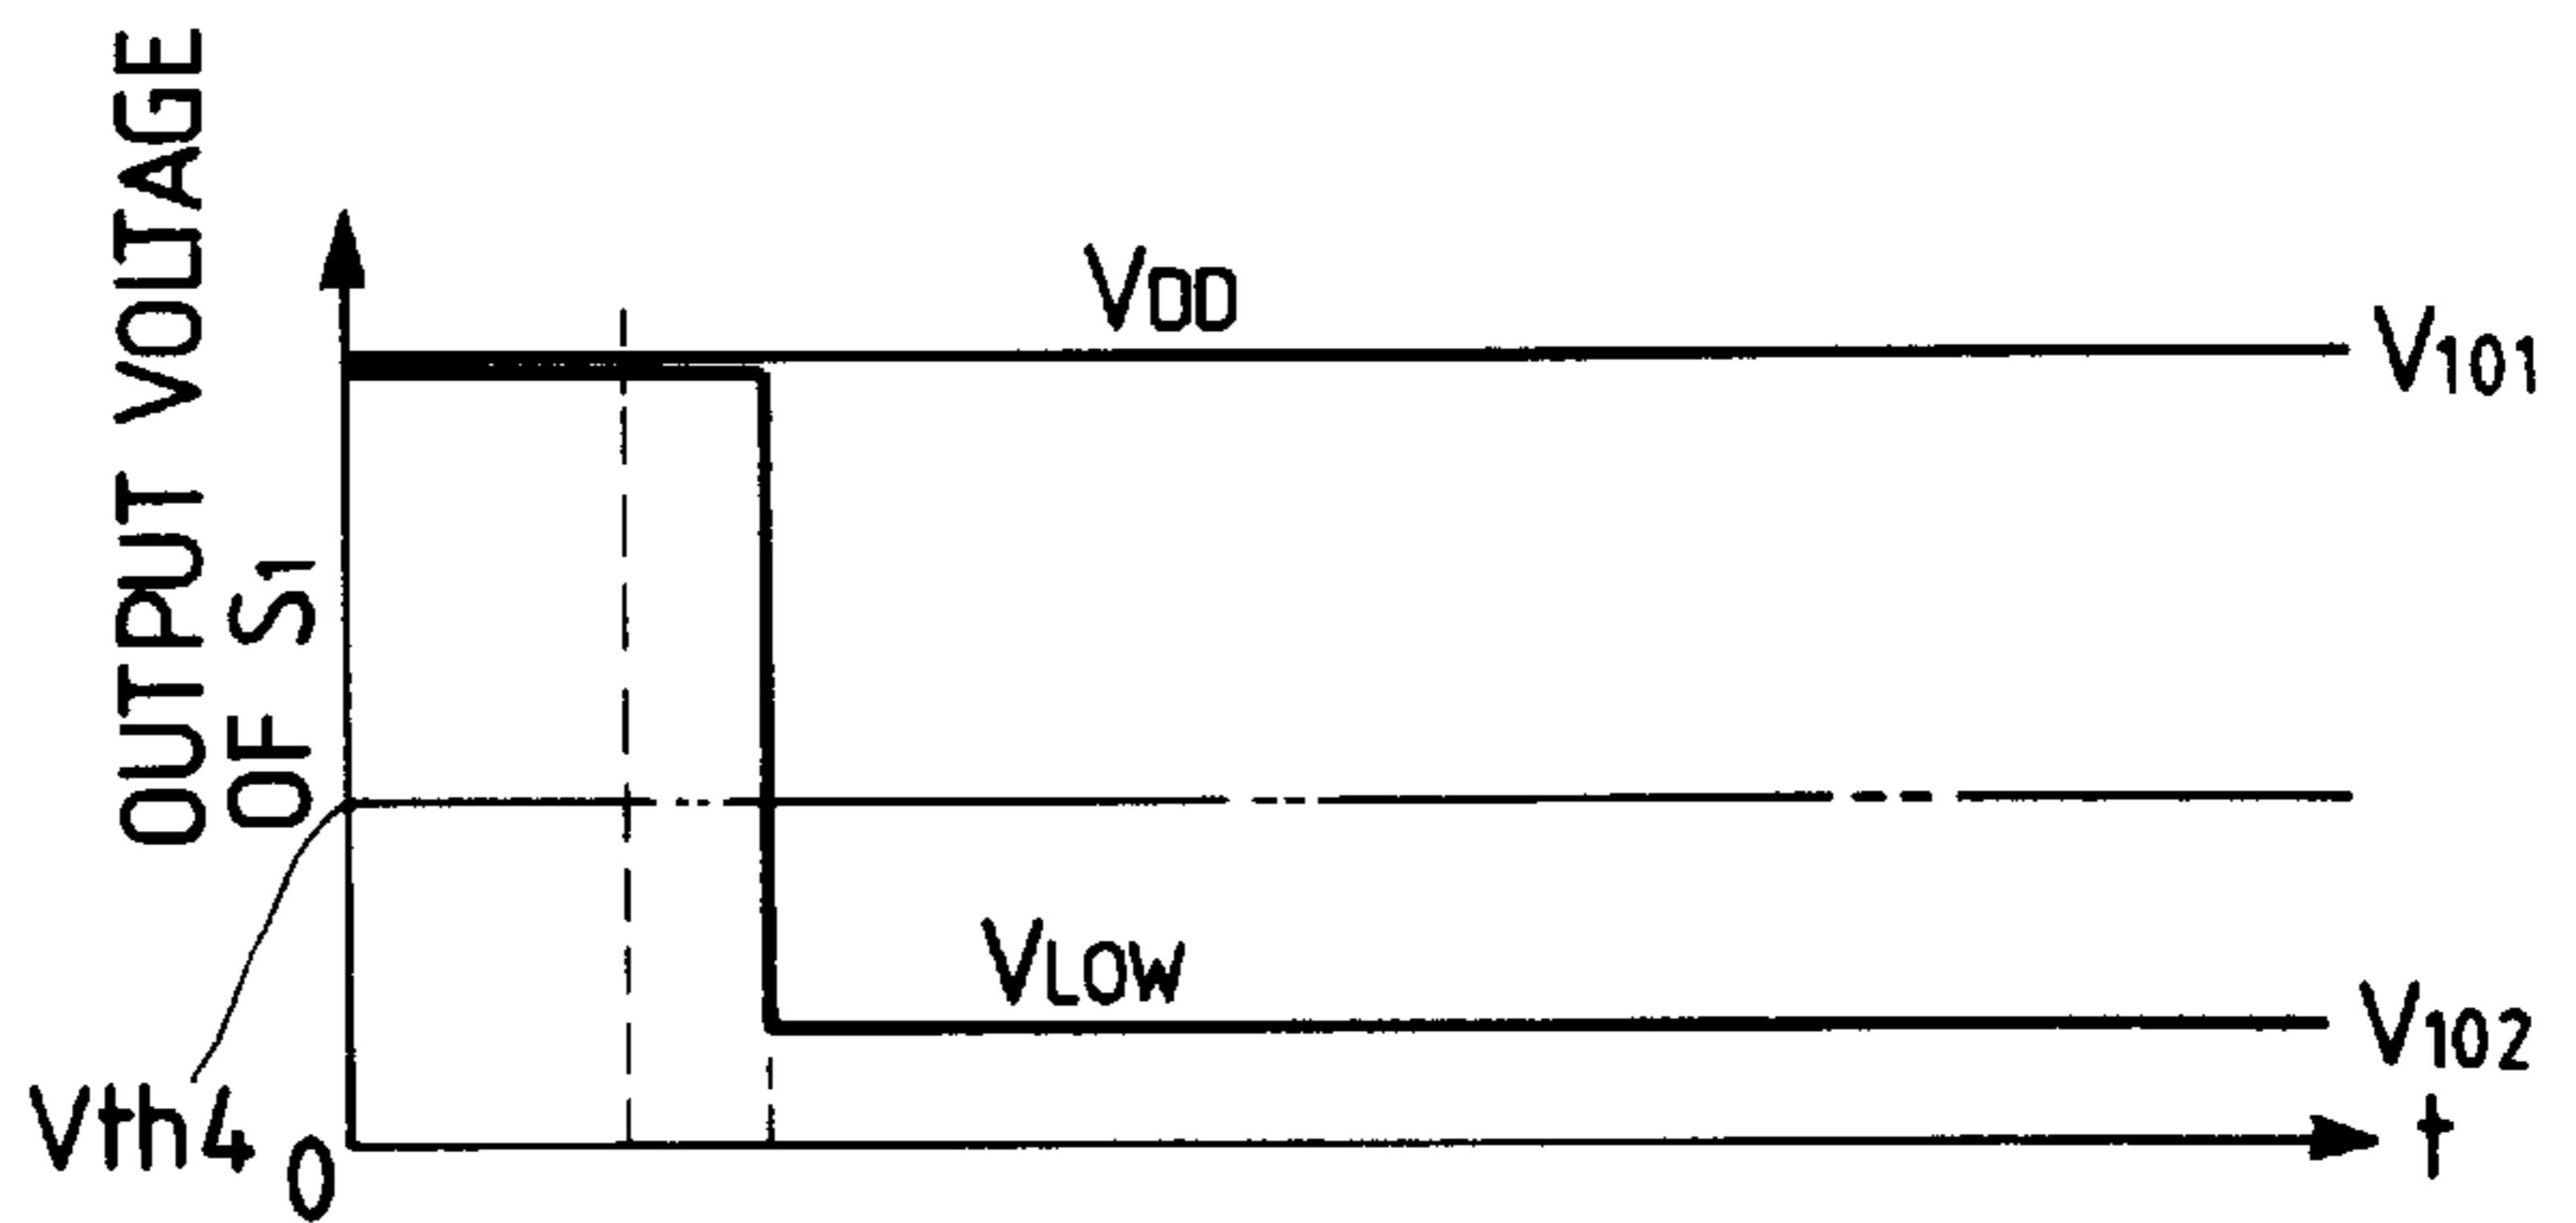 OUTPUT VOLTAGE
OF S1
VDD
V101
VLOW
V102
Vth4
0
t